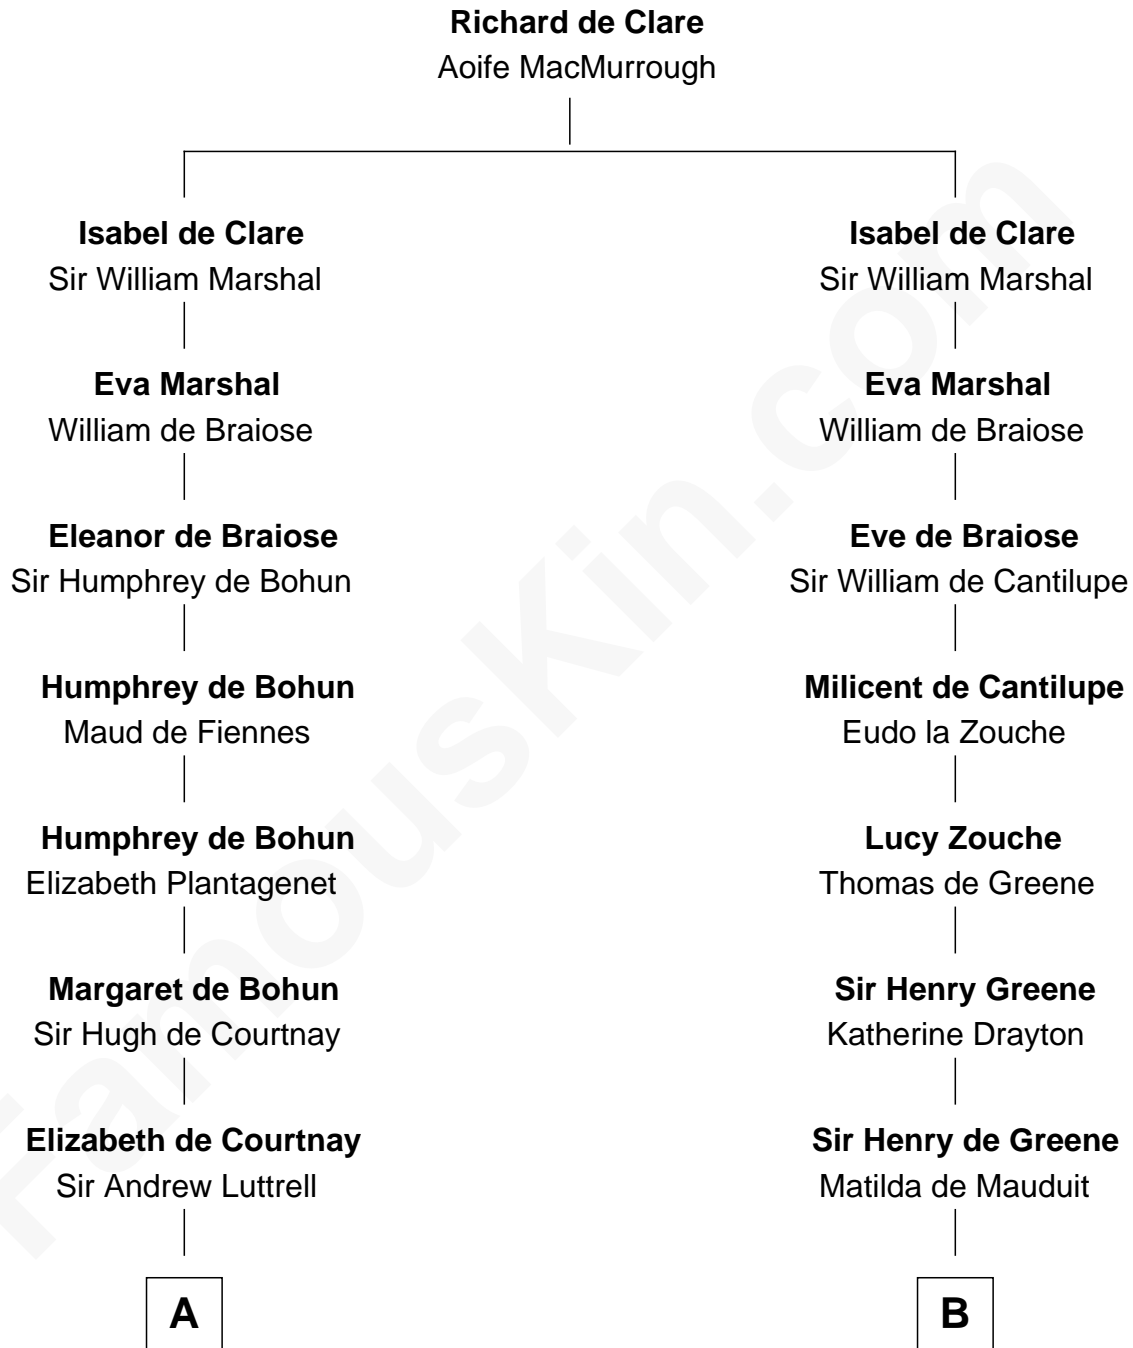 Richard de Clare
Aoife MacMurrough
Isabel de Clare
Sir William Marshal
Eva Marshal
William de Braiose
Eleanor de Braiose
Sir Humphrey de Bohun
Humphrey de Bohun
Maud de Fiennes
Humphrey de Bohun
Elizabeth Plantagenet
Margaret de Bohun
Sir Hugh de Courtnay
Elizabeth de Courtnay
Sir Andrew Luttrell
A
Isabel de Clare
Sir William Marshal
Eva Marshal
William de Braiose
Eve de Braiose
Sir William de Cantilupe
Milicent de Cantilupe
Eudo la Zouche
Lucy Zouche
Thomas de Greene
Sir Henry Greene
Katherine Drayton
Sir Henry de Greene
Matilda de Mauduit
B
FamousKin.com